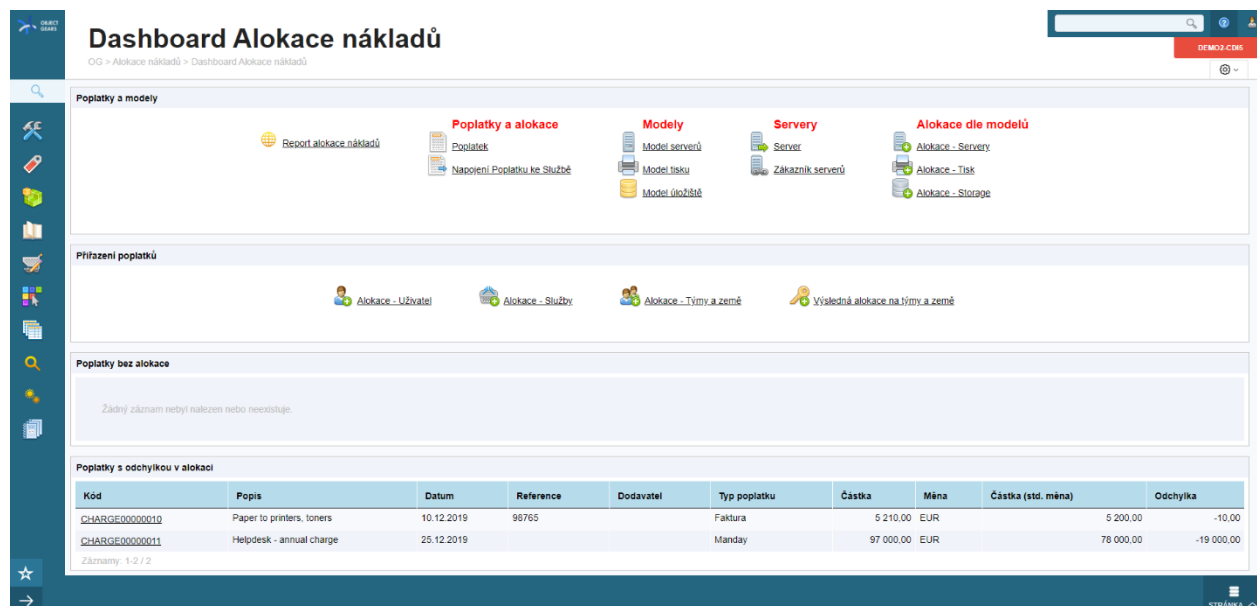 OBJECT
GEARS
Dashboard Alokace nákladů
OG > Alokace nákladů > Dashboard Alokace nákladů
DEMO2-CDI5
Poplatky a modely
Report alokace nákladů
Poplatky a alokace
Poplatek
Napojení Poplatku ke Službě
Modely
Model serverů
Model tisku
Model úložiště
Servery
Server
Zákazník serverů
Alokace dle modelů
Alokace - Servery
Alokace - Tisk
Alokace - Storage
Přiřazení poplatků
Alokace - Uživatel
Alokace - Služby
Alokace - Týmy a země
Výsledná alokace na týmy a země
Poplatky bez alokace
Žádný záznam nebyl nalezen nebo neexistuje.
Poplatky s odchylkou v alokaci
Kód Popis Datum Reference Dodavatel Typ poplatku Částka Měna Částka (std. měna) Odchylka
CHARGE00000010 Paper to printers, toners 10.12.2019 98765 Faktura 5 210,00 EUR 5 200,00 -10,00
CHARGE00000011 Helpdesk - annual charge 25.12.2019 Manday 97 000,00 EUR 78 000,00 -19 000,00
Záznamy: 1-2 / 2
STRÁNKA